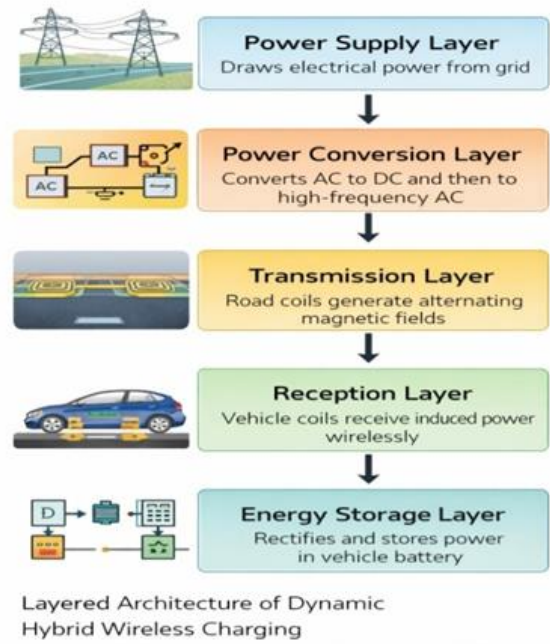 Power Supply Layer
Draws electrical power from grid
AC
AC
Power Conversion Layer
Converts AC to DC and then to
high-frequency AC
Transmission Layer
Road coils generate alternating
magnetic fields
Reception Layer
Vehicle coils receive induced power
wirelessly
D
Energy Storage Layer
Rectifies and stores power
in vehicle battery
Layered Architecture of Dynamic
Hybrid Wireless Charging